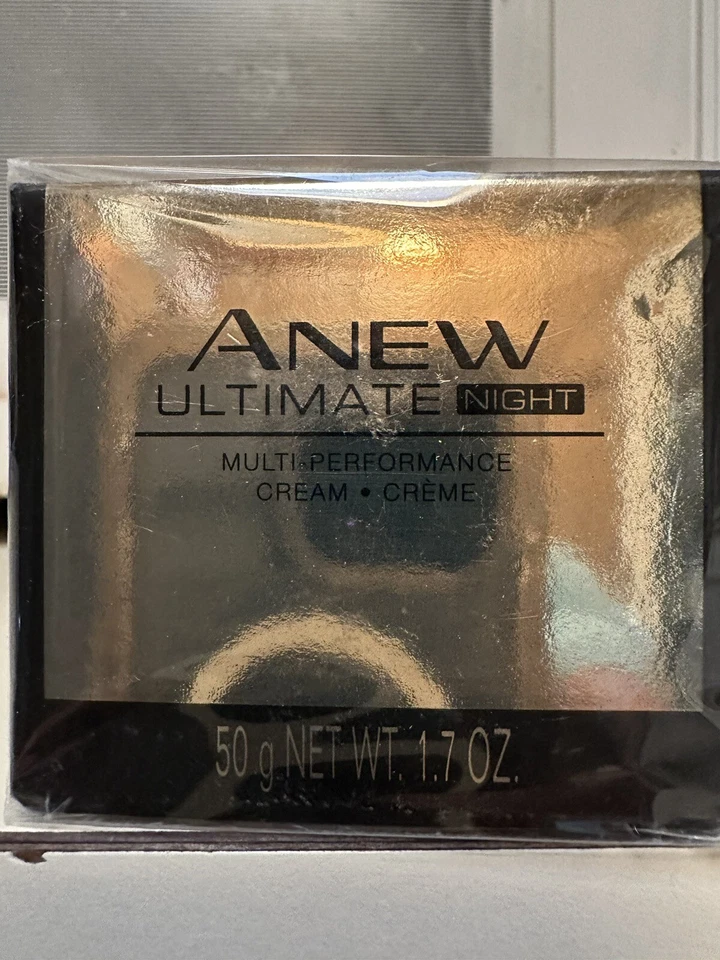 ANEW
ULTIMATE NIGHT
MULTI-PERFORMANCE
CREAM • CRÈME
50 g NET WT. 1.7 OZ.